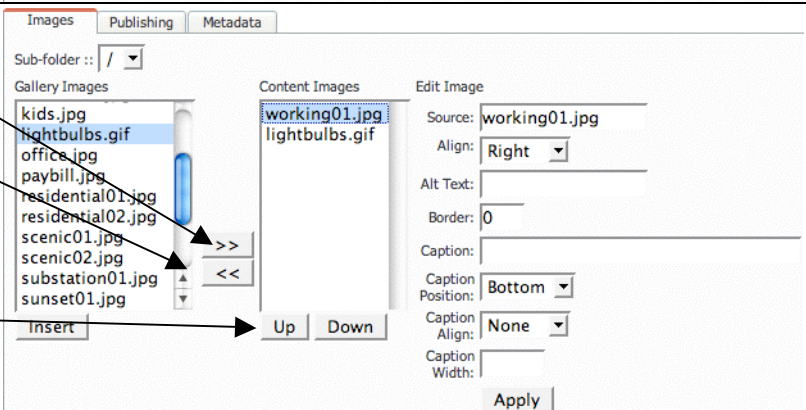 Images Publishing Metadata
Sub-folder :: /
Gallery Images
kids.jpg
lightbulbs.gif
office.jpg
paybill.jpg
residential01.jpg
residential02.jpg
scenic01.jpg
scenic02.jpg
substation01.jpg
sunset01.jpg
Insert
>>
<<
Content Images
working01.jpg
lightbulbs.gif
Up Down
Edit Image
Source: working01.jpg
Align: Right
Alt Text:
Border: 0
Caption:
Caption
Position: Bottom
Caption
Align: None
Caption
Width:
Apply